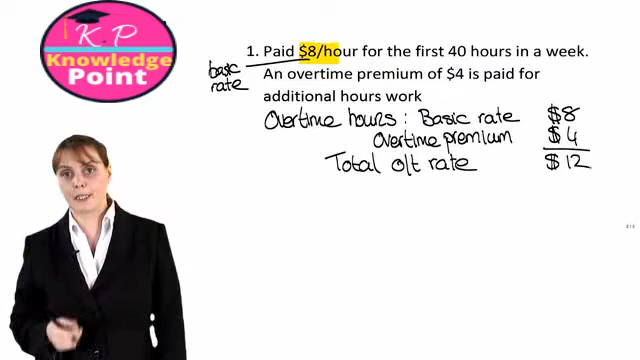 K.P
Knowledge
Point
1. Paid $8/hour for the first 40 hours in a week.
basic
rate
An overtime premium of $4 is paid for
additional hours work
Overtime hours : Basic rate $8
Overtime premium $4
Total o/t rate $12